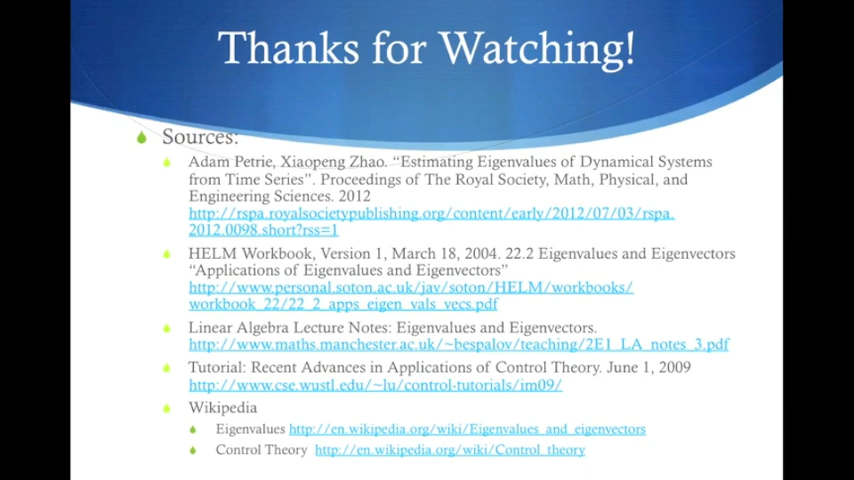 Thanks for Watching!
Sources:
Adam Petrie, Xiaopeng Zhao. “Estimating Eigenvalues of Dynamical Systems
from Time Series”. Proceedings of The Royal Society, Math, Physical, and
Engineering Sciences. 2012
http://rspa.royalsocietypublishing.org/content/early/2012/07/03/rspa.
2012.0098.short?rss=1
HELM Workbook, Version 1, March 18, 2004. 22.2 Eigenvalues and Eigenvectors
“Applications of Eigenvalues and Eigenvectors”
http://www.personal.soton.ac.uk/jav/soton/HELM/workbooks/
workbook_22/22_2_apps_eigen_vals_vecs.pdf
Linear Algebra Lecture Notes: Eigenvalues and Eigenvectors.
http://www.maths.manchester.ac.uk/~bespalov/teaching/2E1_LA_notes_3.pdf
Tutorial: Recent Advances in Applications of Control Theory. June 1, 2009
http://www.cse.wustl.edu/~lu/control-tutorials/im09/
Wikipedia
Eigenvalues http://en.wikipedia.org/wiki/Eigenvalues_and_eigenvectors
Control Theory http://en.wikipedia.org/wiki/Control_theory